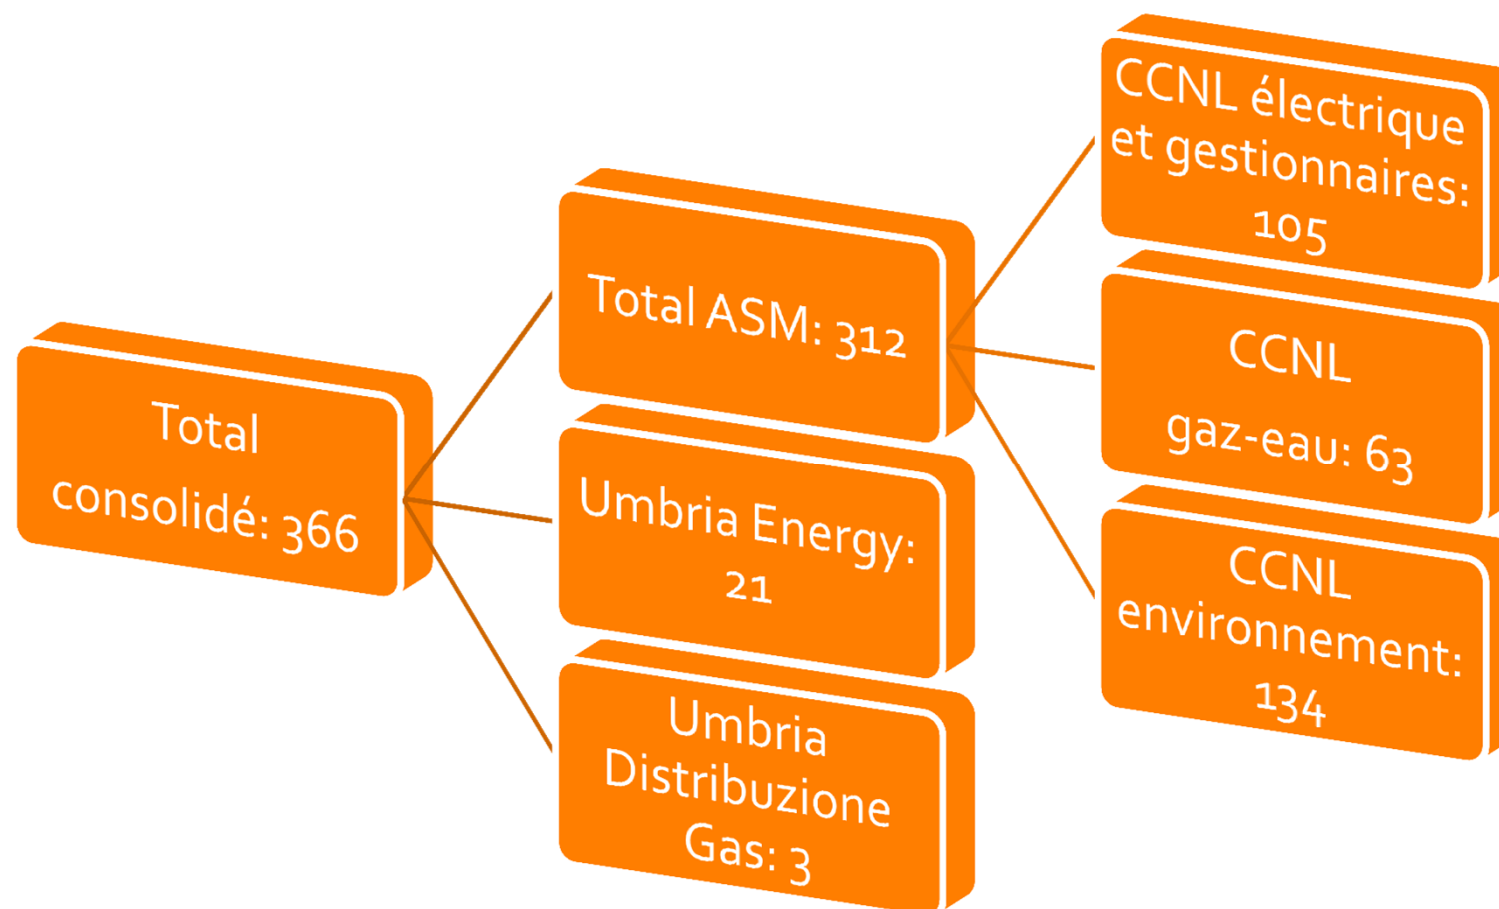 Total
consolidé: 366
Total ASM: 312
Umbria Energy:
21
Umbria
Distribuzione
Gas: 3
CCNL électrique
et gestionnaires:
105
CCNL
gaz-eau: 63
CCNL
environnement:
134